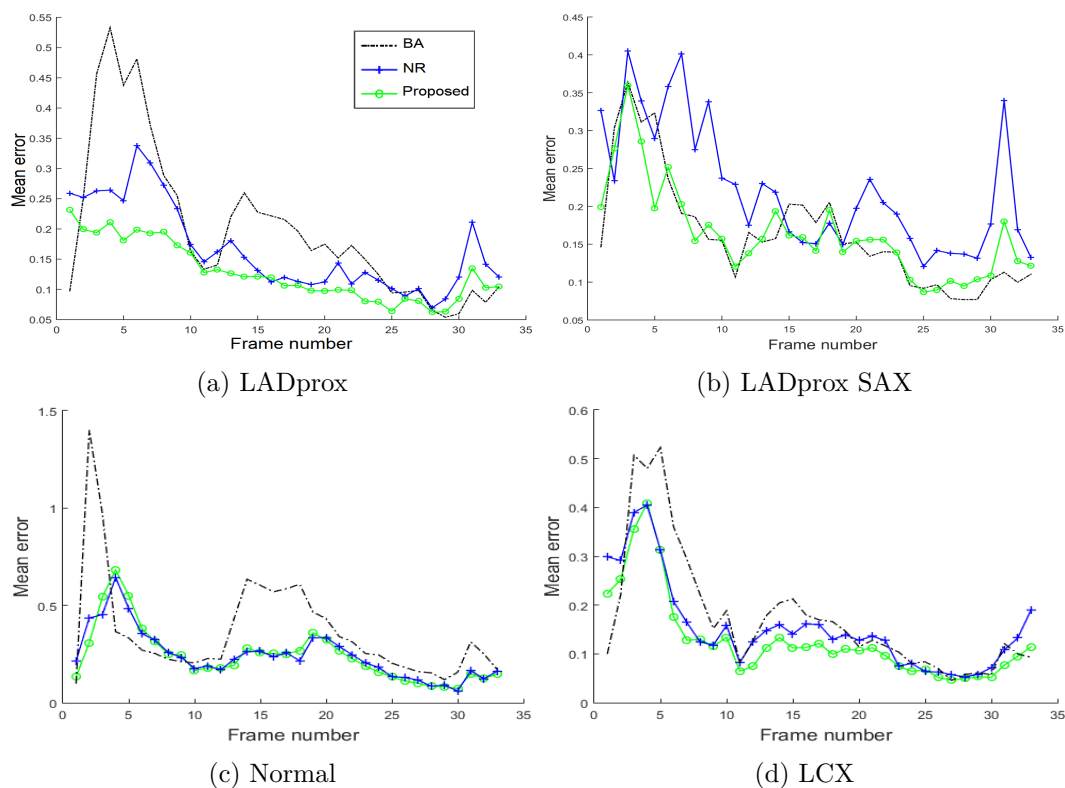 0.55
0.5
0.45
0.4
0.35
0.3
0.25
0.2
0.15
0.1
0.05
Mean error
0 5 10 15 20 25 30 35
Frame number
BA
NR
Proposed
(a) LADprox
0.45
0.4
0.35
0.3
0.25
0.2
0.15
0.1
0.05
Mean error
0 5 10 15 20 25 30 35
Frame number
(b) LADprox SAX
1.5
1
0.5
0
Mean error
0 5 10 15 20 25 30 35
Frame number
(c) Normal
0.6
0.5
0.4
0.3
0.2
0.1
0
Mean error
0 5 10 15 20 25 30 35
Frame number
(d) LCX